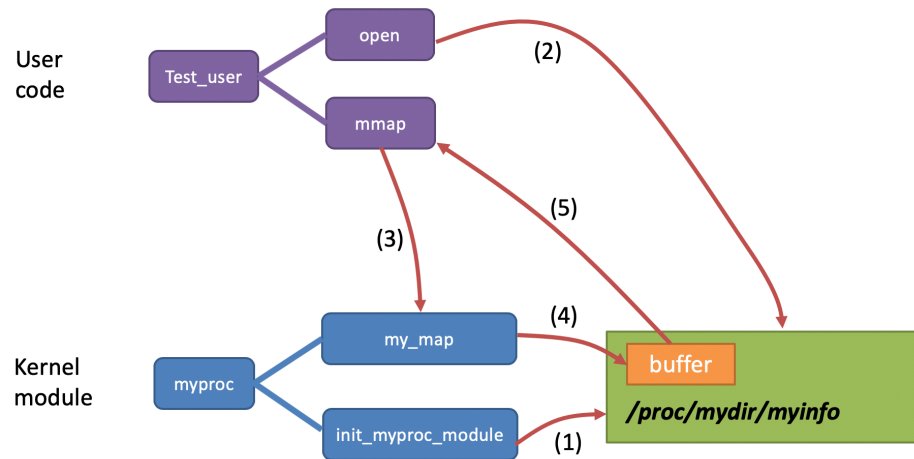 open
(2)
User
code
Test_user
mmap
(5)
(3)
(4)
my_map
buffer
Kernel
module
myproc
/proc/mydir/myinfo
init_myproc_module
(1)